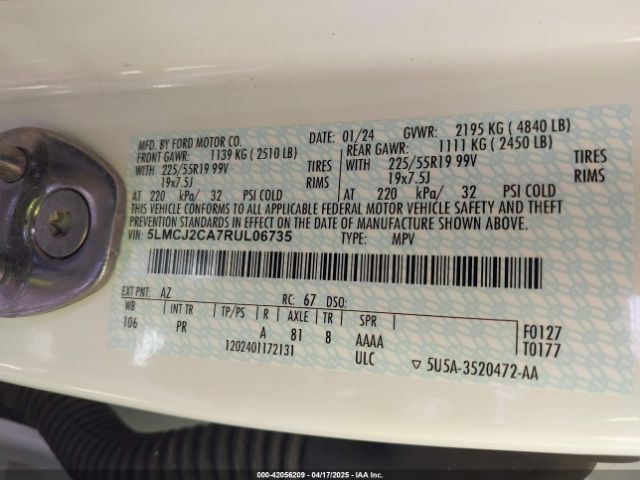 MFD. BY FORD MOTOR CO. DATE: 01/24 GVWR: 2195 KG ( 4840 LB)
FRONT GAWR: 1139 KG ( 2510 LB) REAR GAWR: 1111 KG ( 2450 LB)
WITH 225/55R19 99V TIRES WITH 225/55R19 99V TIRES
19x7.5J RIMS 19x7.5J RIMS
AT 220 kPa/ 32 PSI COLD AT 220 kPa/ 32 PSI COLD
THIS VEHICLE CONFORMS TO ALL APPLICABLE FEDERAL MOTOR VEHICLE SAFETY AND THEFT
PREVENTION STANDARDS IN EFFECT ON THE DATE OF MANUFACTURE SHOWN ABOVE.
VIN: 5LMCJ2CA7RUL06735 TYPE: MPV
EXT PNT: AZ RC: 67 DSO:
WB INT TR TP/PS R AXLE TR SPR F0127
106 PR A 81 8 AAAA T0177
1202401172131 ULC ▽ 5U5A-3520472-AA
000-42056209 - 04/17/2025 - IAA Inc.